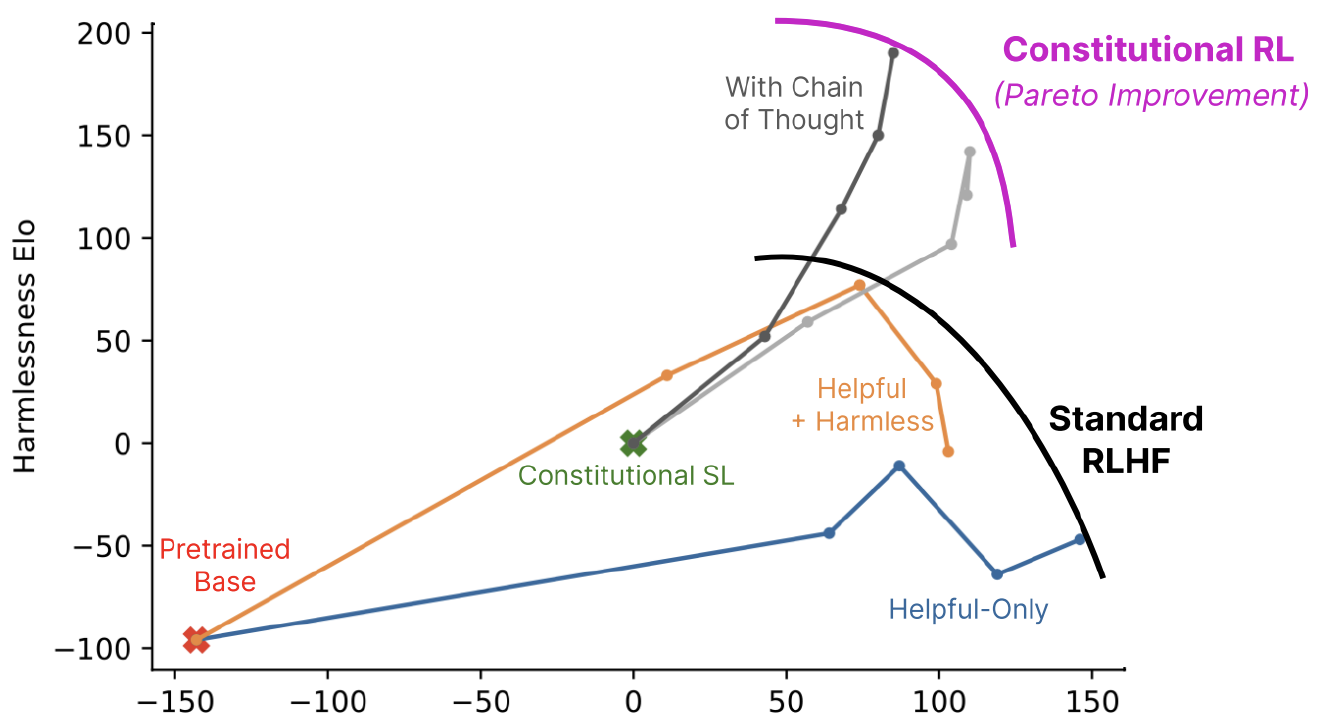 Constitutional RL
(Pareto Improvement)
With Chain
of Thought
Helpful
+ Harmless
Standard
RLHF
Constitutional SL
Pretrained
Base
Helpful-Only
Harmlessness Elo
200
150
100
50
0
−50
−100
−150
−100
−50
0
50
100
150